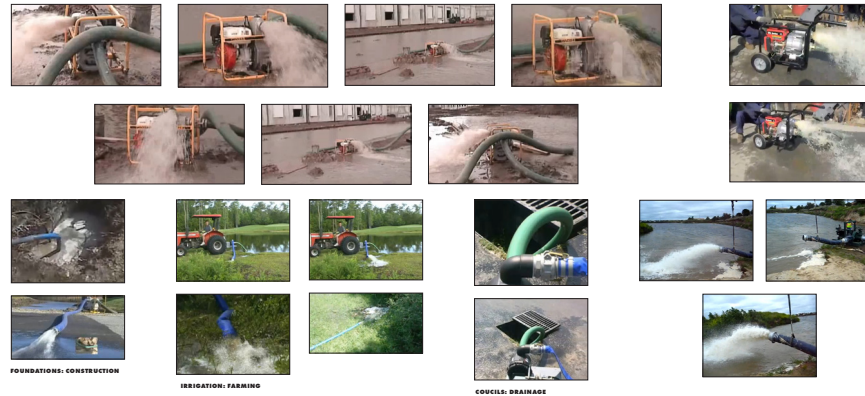 FOUNDATIONS: CONSTRUCTION
IRRIGATION: FARMING
COUCILS: DRAINAGE